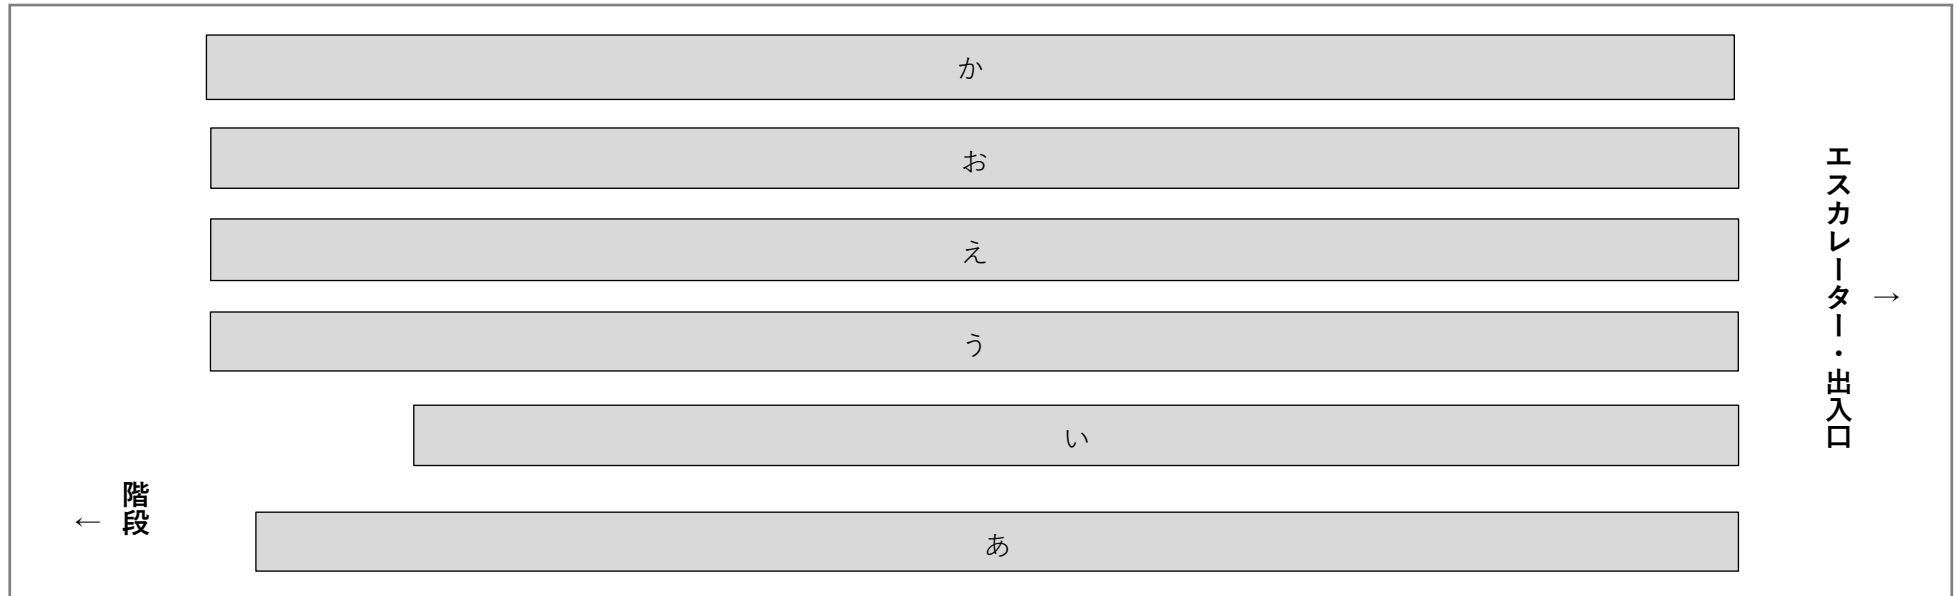 か
お
え
う
い
あ
エスカレーター・出入口
→
階段
←